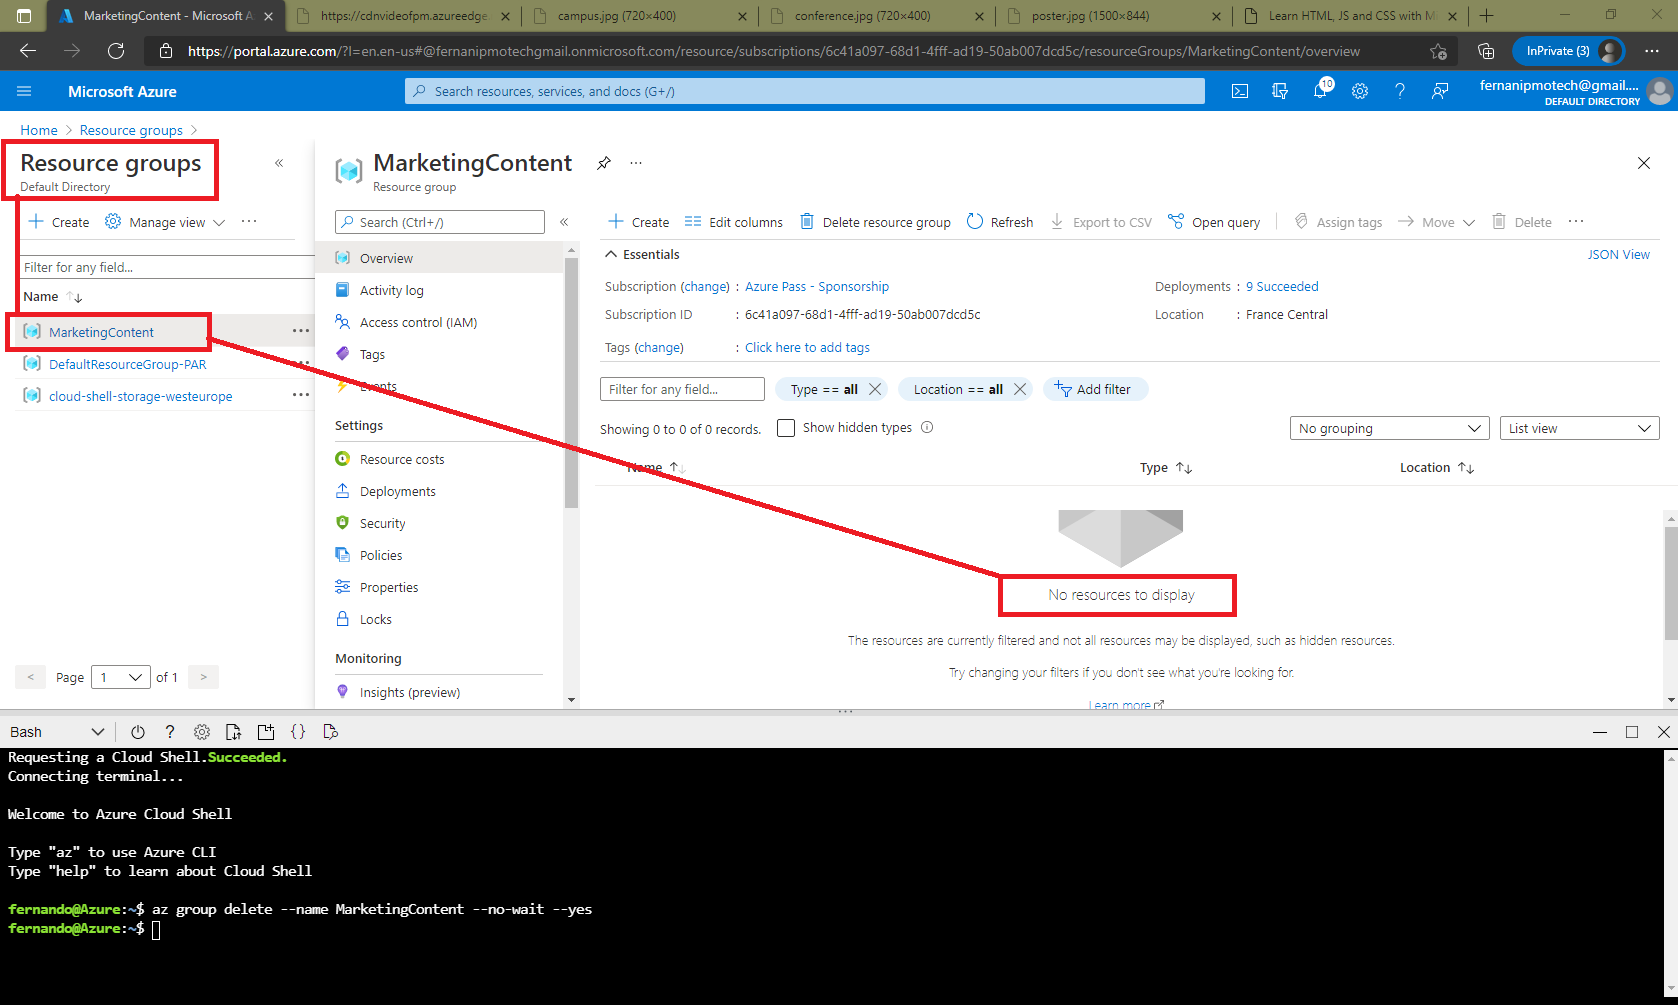 MarketingContent - Microsoft A
https://cdnvideofpm.azureedge.
campus.jpg (720×400)
conference.jpg (720×400)
poster.jpg (1500×844)
Learn HTML, JS and CSS with M
https://portal.azure.com/?l=en.en-us#@fernanipmotechgmail.onmicrosoft.com/resource/subscriptions/6c41a097-68d1-4fff-ad19-50ab007dcd5c/resourceGroups/MarketingContent/overview
InPrivate (3)
Microsoft Azure
Search resources, services, and docs (G+/)
10
fernanipmotech@gmail....
DEFAULT DIRECTORY
Home > Resource groups >
Resource groups
Default Directory
Create
Manage view
Filter for any field...
Name
MarketingContent
DefaultResourceGroup-PAR
cloud-shell-storage-westeurope
< Page 1 of 1 >
MarketingContent
Resource group
Search (Ctrl+/)
Overview
Activity log
Access control (IAM)
Tags
Events
Settings
Resource costs
Deployments
Security
Policies
Properties
Locks
Monitoring
Insights (preview)
Create
Edit columns
Delete resource group
Refresh
Export to CSV
Open query
Assign tags
Move
Delete
Essentials
JSON View
Subscription (change) : Azure Pass - Sponsorship
Deployments : 9 Succeeded
Subscription ID : 6c41a097-68d1-4fff-ad19-50ab007dcd5c
Location : France Central
Tags (change) : Click here to add tags
Filter for any field...
Type == all
Location == all
Add filter
Showing 0 to 0 of 0 records.
Show hidden types
No grouping
List view
Name
Type
Location
No resources to display
The resources are currently filtered and not all resources may be displayed, such as hidden resources.
Try changing your filters if you don't see what you're looking for.
Learn more
Bash
Requesting a Cloud Shell.Succeeded.
Connecting terminal...
Welcome to Azure Cloud Shell
Type "az" to use Azure CLI
Type "help" to learn about Cloud Shell
fernando@Azure:~$ az group delete --name MarketingContent --no-wait --yes
fernando@Azure:~$